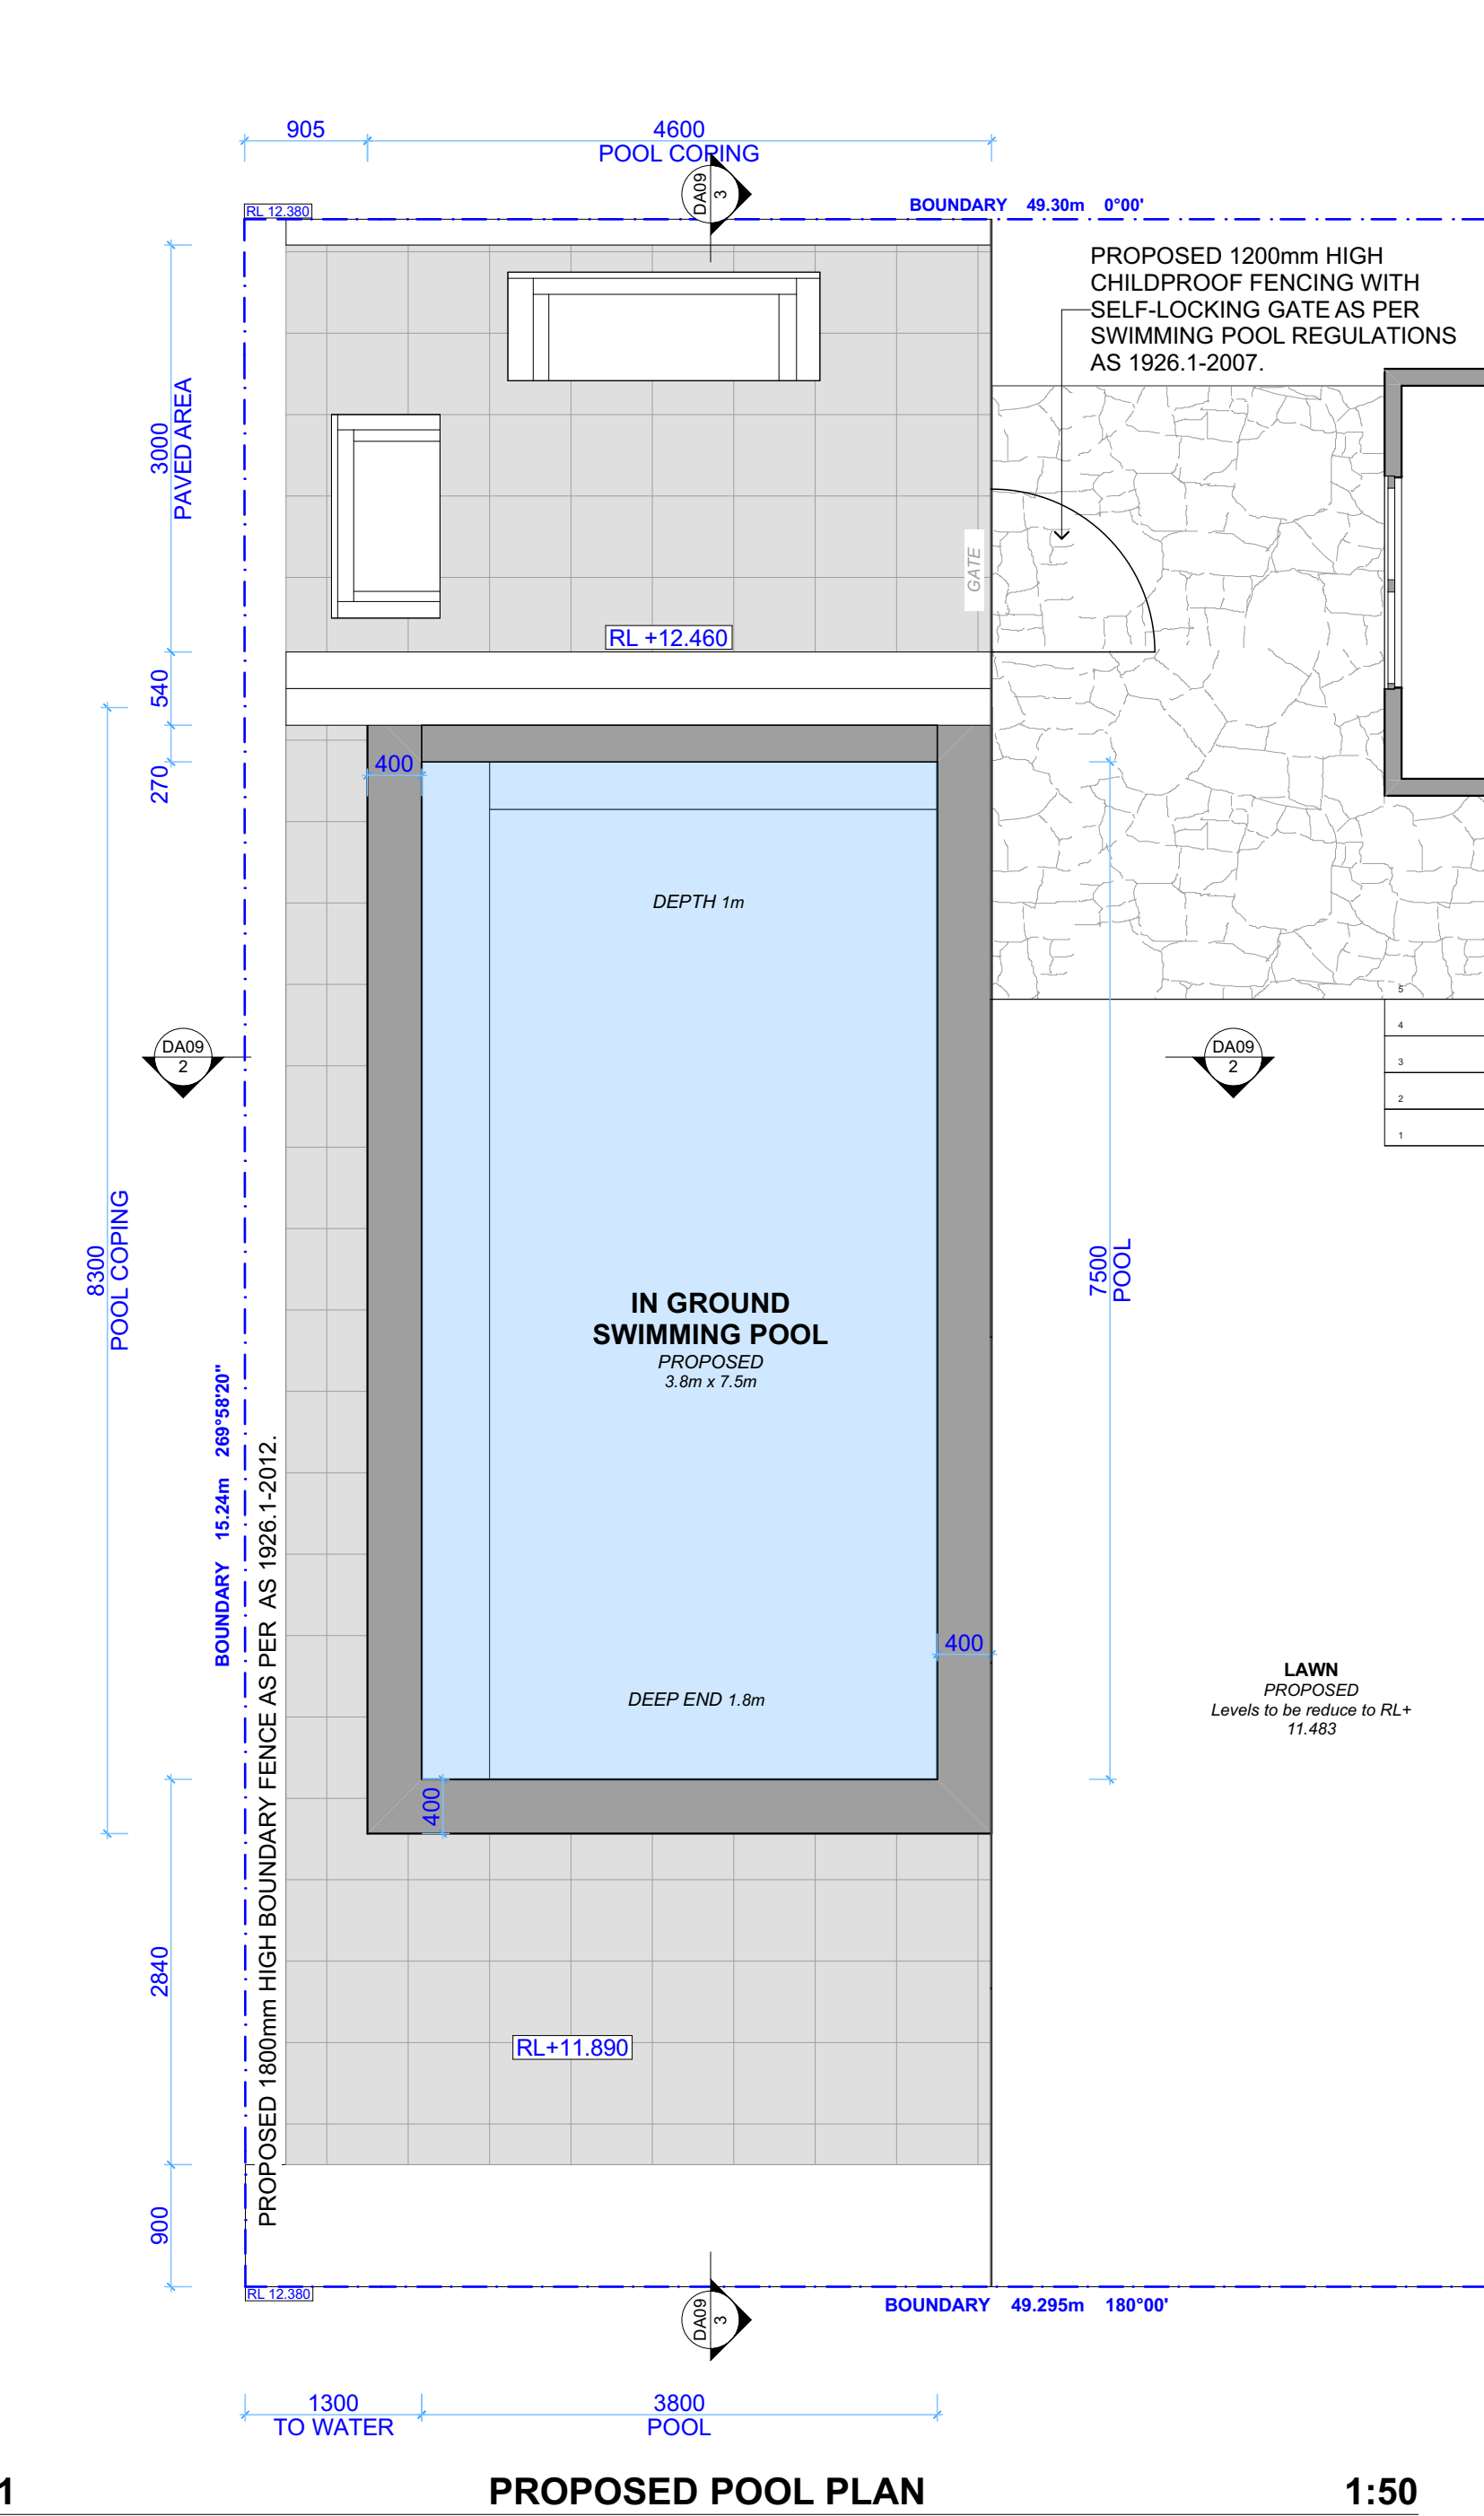 905
4600
POOL COPING
DA09
3
RL 12.380
BOUNDARY 49.30m 0°00'
PROPOSED 1200mm HIGH
CHILDPROOF FENCING WITH
SELF-LOCKING GATE AS PER
SWIMMING POOL REGULATIONS
AS 1926.1-2007.
3000
PAVED AREA
GATE
RL +12.460
540
270
400
DEPTH 1m
5
4
3
2
1
DA09
2
DA09
2
8300
POOL COPING
7500
POOL
IN GROUND
SWIMMING POOL
PROPOSED
3.8m x 7.5m
BOUNDARY 15.24m 269°58'20"
PROPOSED 1800mm HIGH BOUNDARY FENCE AS PER AS 1926.1-2012.
400
LAWN
PROPOSED
Levels to be reduce to RL+
11.483
DEEP END 1.8m
400
2840
RL+11.890
900
RL 12.380
DA09
3
BOUNDARY 49.295m 180°00'
1300
TO WATER
3800
POOL
1
PROPOSED POOL PLAN
1:50